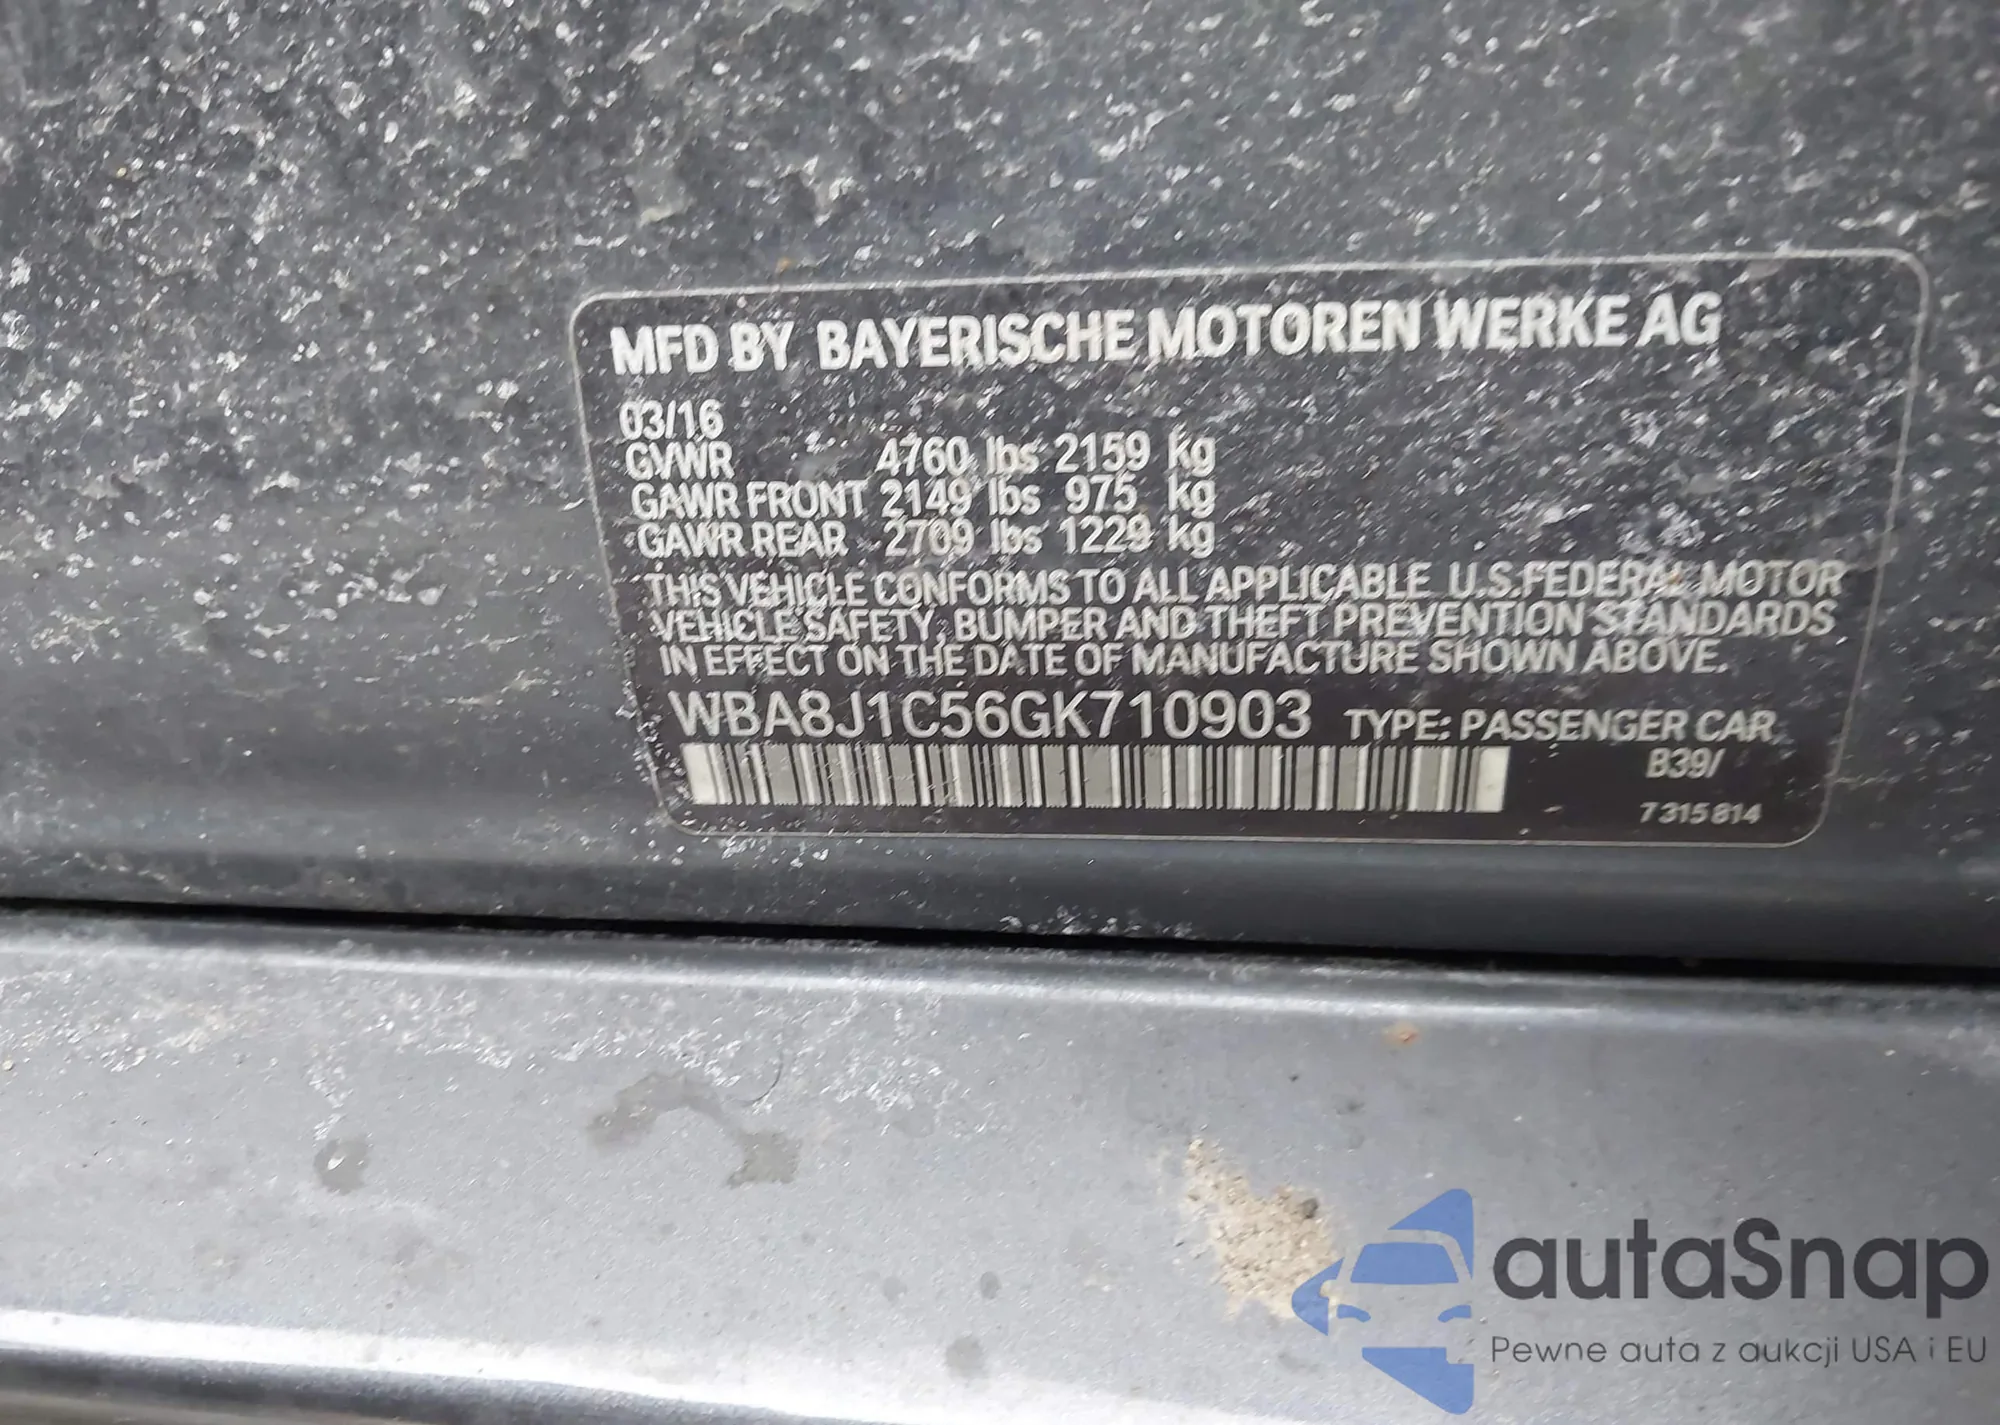 MFD BY BAYERISCHE MOTOREN WERKE AG
03/16
GVWR 4760 lbs 2159 kg
GAWR FRONT 2149 lbs 975 kg
GAWR REAR 2709 lbs 1229 kg
THIS VEHICLE CONFORMS TO ALL APPLICABLE U.S. FEDERAL MOTOR
VEHICLE SAFETY, BUMPER AND THEFT PREVENTION STANDARDS
IN EFFECT ON THE DATE OF MANUFACTURE SHOWN ABOVE.
WBA8J1C56GK710903 TYPE: PASSENGER CAR
B39/
7 315 814
autaSnap
Pewne auta z aukcji USA i EU